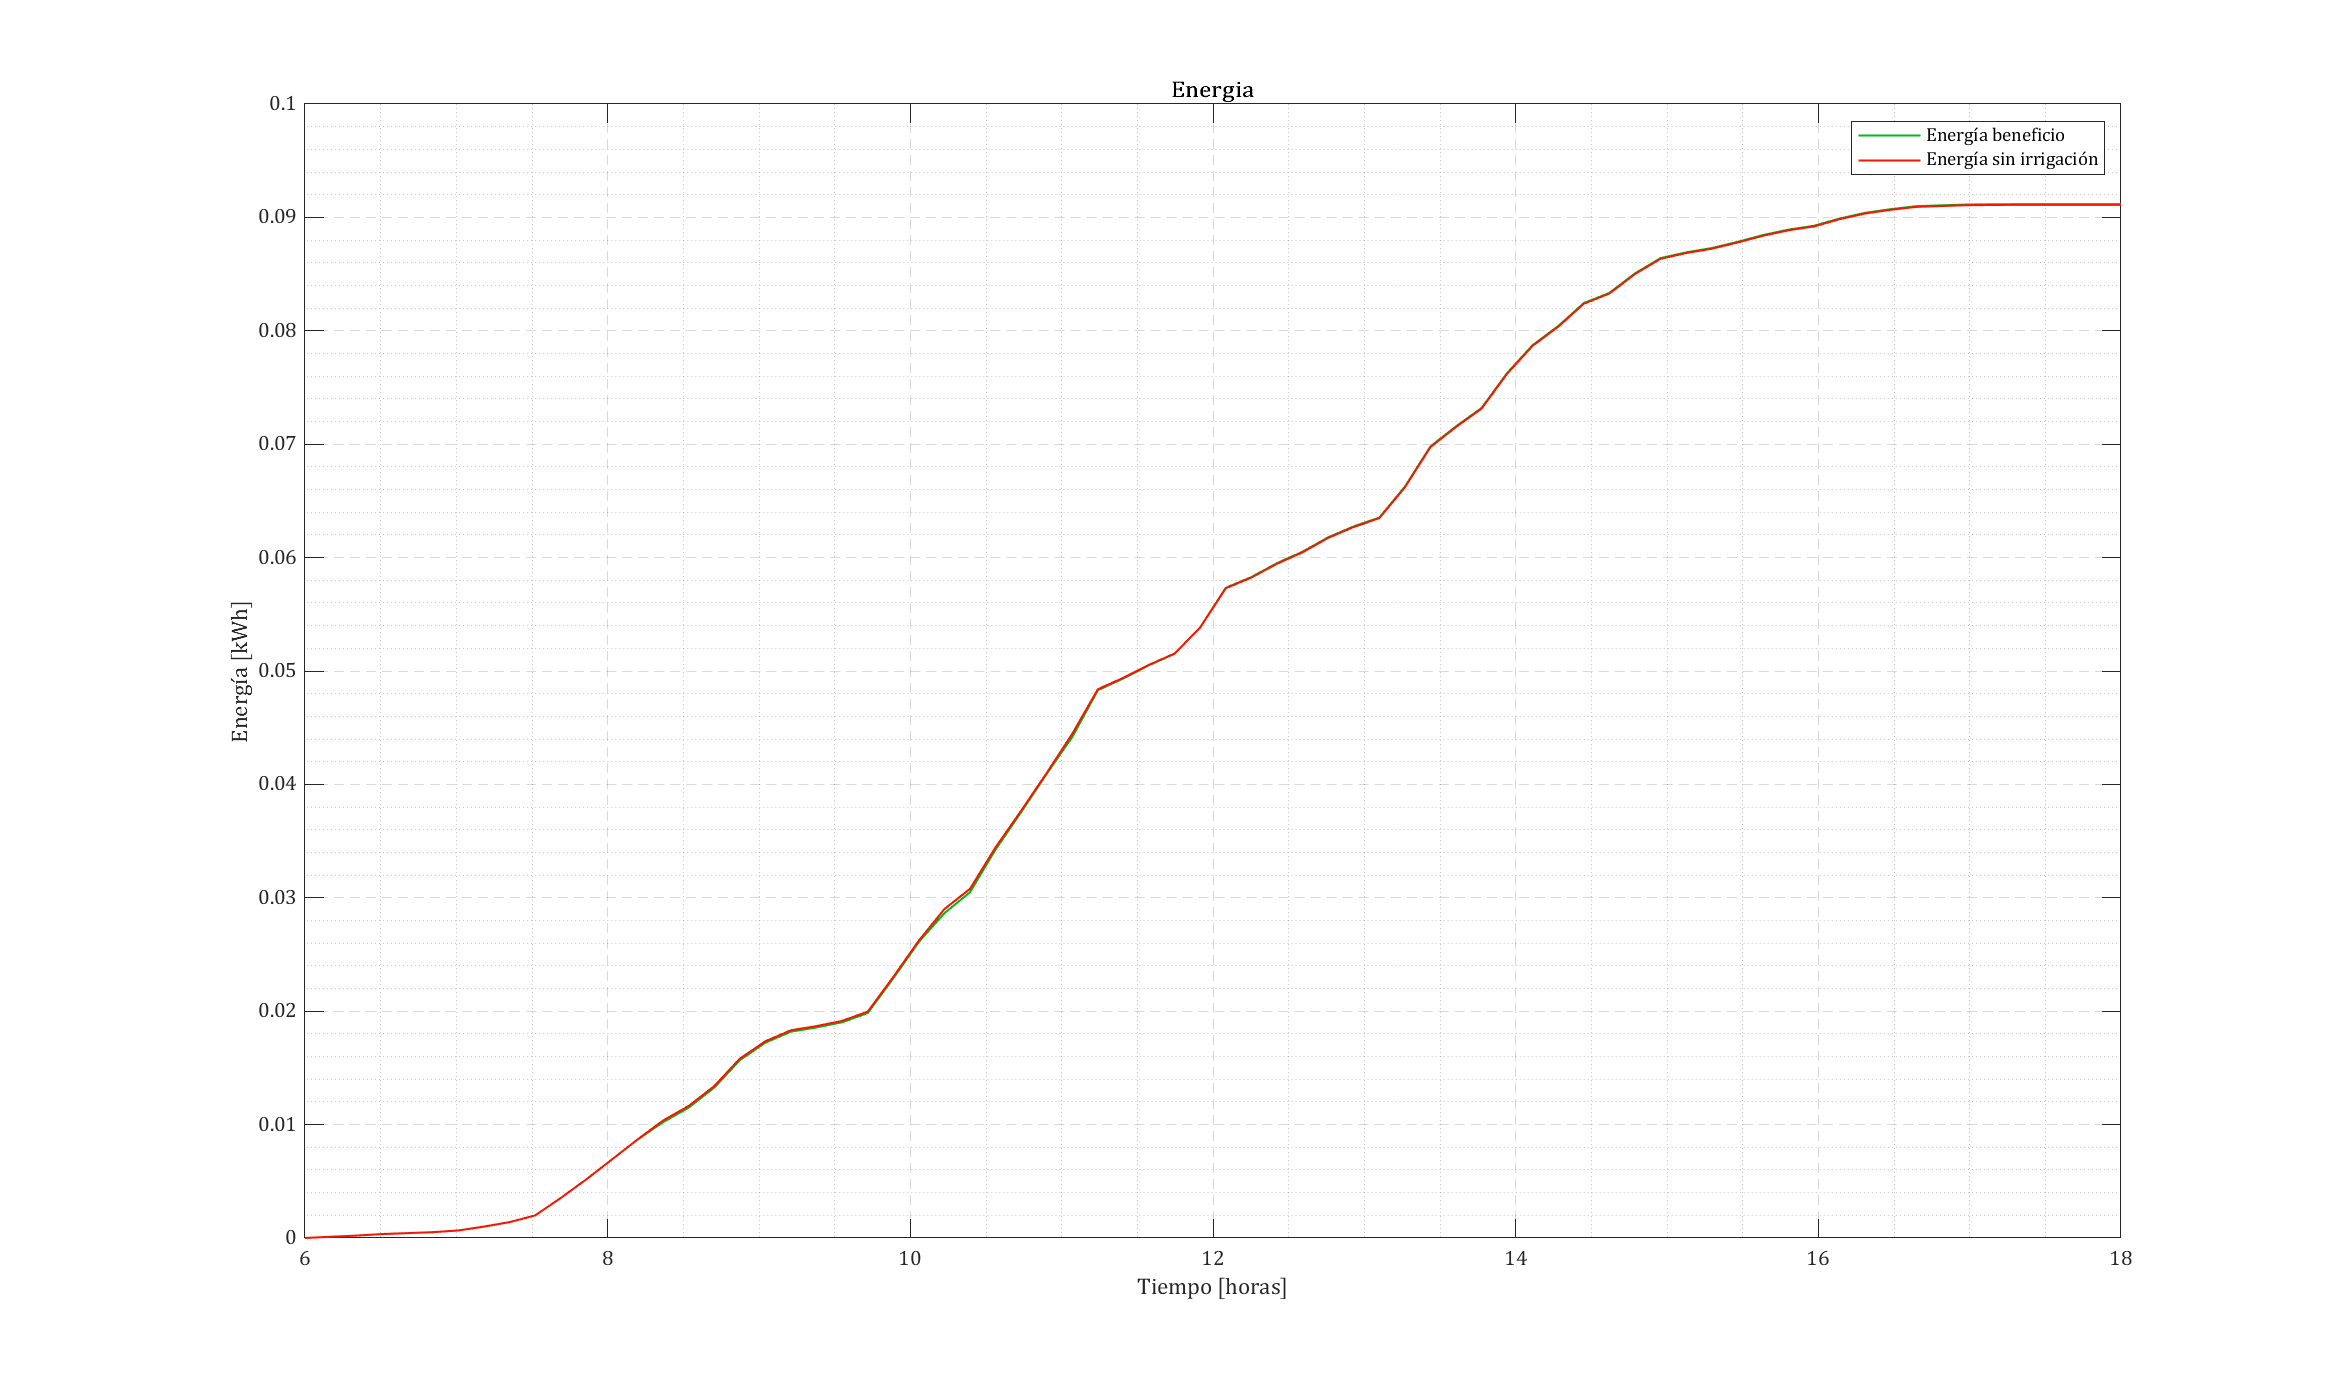 Energia
0.1
0.09
0.08
0.07
0.06
0.05
0.04
0.03
0.02
0.01
0
Energía [kWh]
6 8 10 12 14 16 18
Tiempo [horas]
Energía beneficio
Energía sin irrigación